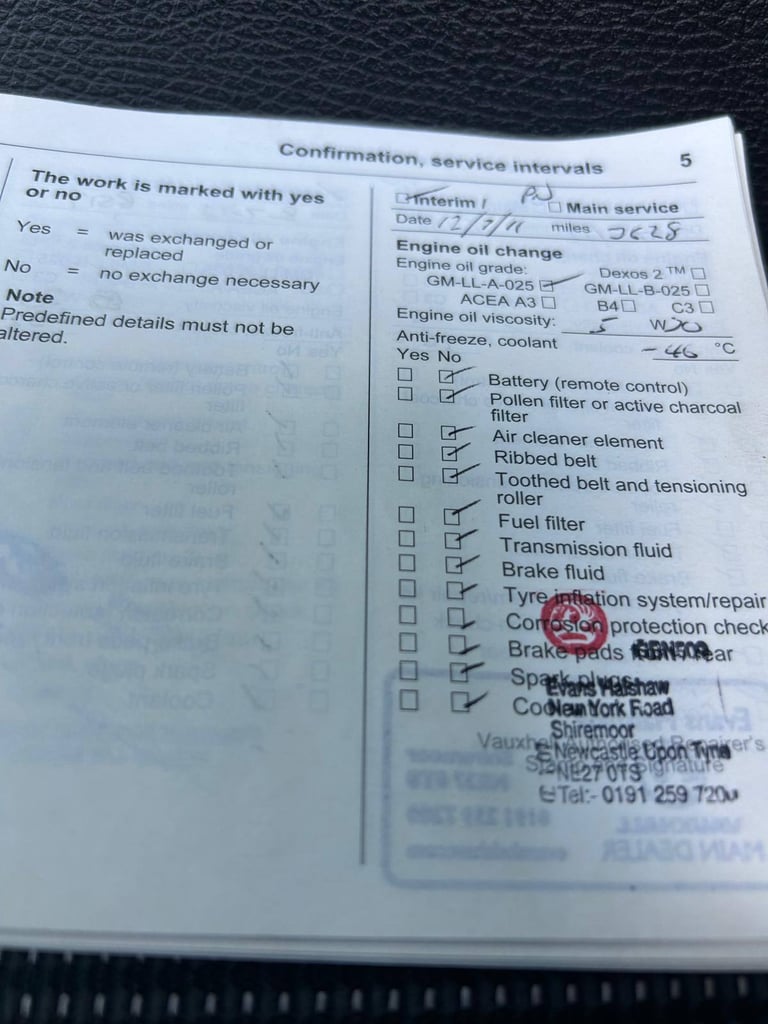 Confirmation, service intervals 5
The work is marked with yes
or no
Yes = was exchanged or
replaced
No = no exchange necessary
Note
Predefined details must not be
altered.
Interim / Main service
Date 12/7/11 miles
Engine oil change
Engine oil grade: Dexos 2 ™
GM-LL-A-025 GM-LL-B-025
ACEA A3 B4 C3
Engine oil viscosity: 5 W30
Anti-freeze, coolant -46 °C
Yes No
Battery (remote control)
Pollen filter or active charcoal
filter
Air cleaner element
Ribbed belt
Toothed belt and tensioning
roller
Fuel filter
Transmission fluid
Brake fluid
Tyre inflation system/repair
Corrosion protection check
Brake pads
Spark plugs
Evans Halshaw
New York Road
Shiremoor
Newcastle Upon Tyne
NE27 0TS
Tel:- 0191 259 720
Signature